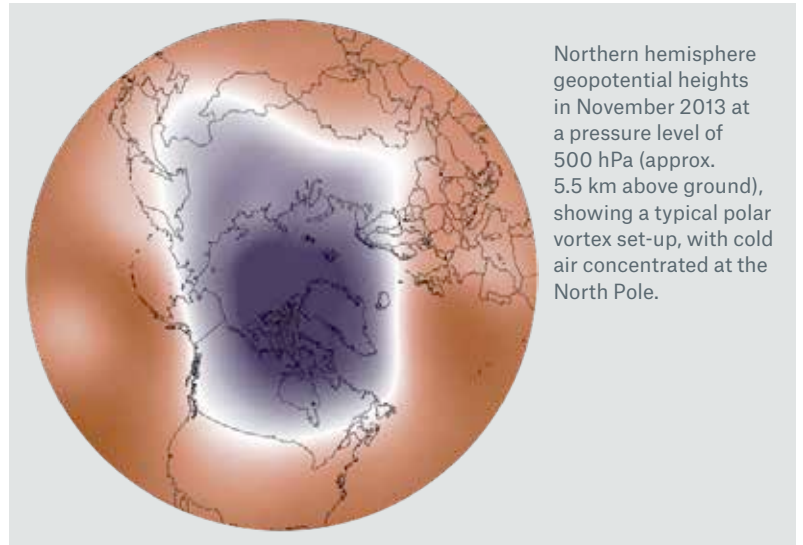 Northern hemisphere
geopotential heights
in November 2013 at
a pressure level of
500 hPa (approx.
5.5 km above ground),
showing a typical polar
vortex set-up, with cold
air concentrated at the
North Pole.